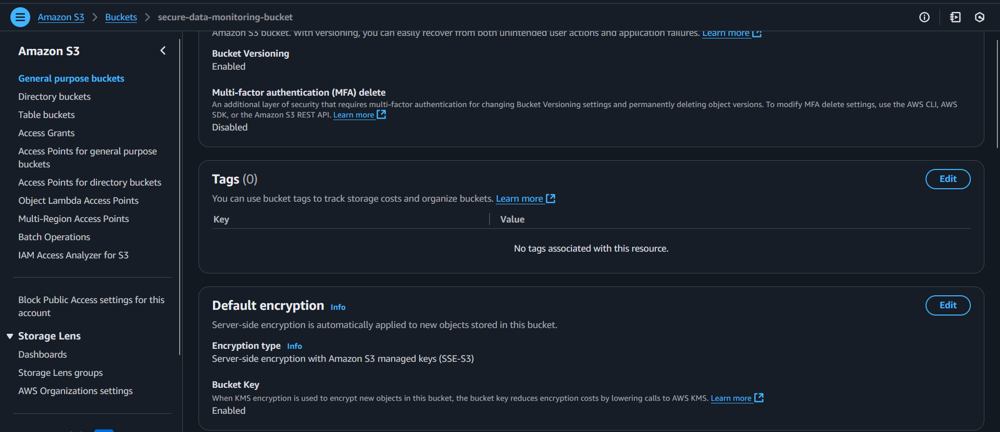 Amazon S3 > Buckets > secure-data-monitoring-bucket
Amazon S3
General purpose buckets
Directory buckets
Table buckets
Access Grants
Access Points for general purpose
buckets
Access Points for directory buckets
Object Lambda Access Points
Multi-Region Access Points
Batch Operations
IAM Access Analyzer for S3
Block Public Access settings for this
account
Storage Lens
Dashboards
Storage Lens groups
AWS Organizations settings
Amazon S3 bucket. With versioning, you can easily recover from both unintended user actions and application failures. Learn more
Bucket Versioning
Enabled
Multi-factor authentication (MFA) delete
An additional layer of security that requires multi-factor authentication for changing Bucket Versioning settings and permanently deleting object versions. To modify MFA delete settings, use the AWS CLI, AWS
SDK, or the Amazon S3 REST API. Learn more
Disabled
Tags (0)
Edit
You can use bucket tags to track storage costs and organize buckets. Learn more
Key Value
No tags associated with this resource.
Default encryption Info
Edit
Server-side encryption is automatically applied to new objects stored in this bucket.
Encryption type Info
Server-side encryption with Amazon S3 managed keys (SSE-S3)
Bucket Key
When KMS encryption is used to encrypt new objects in this bucket, the bucket key reduces encryption costs by lowering calls to AWS KMS. Learn more
Enabled